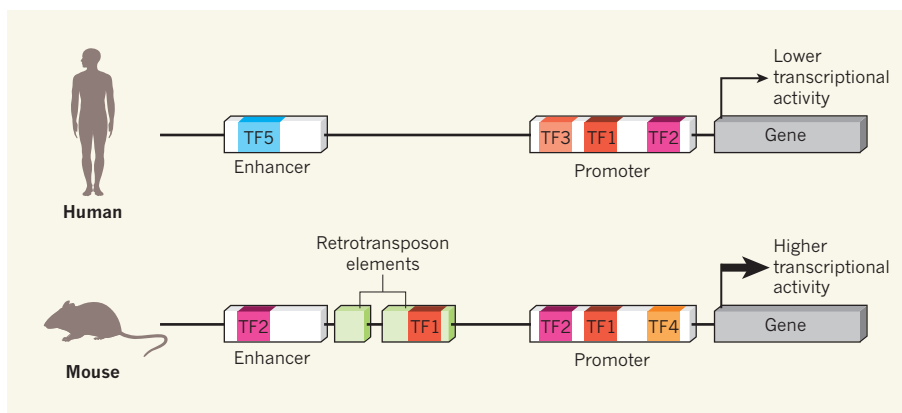 Lower
transcriptional
activity
TF5
TF3 TF1 TF2
Gene
Enhancer
Promoter
Human
Retrotransposon
elements
Higher
transcriptional
activity
TF2
TF1
TF2 TF1 TF4
Gene
Enhancer
Promoter
Mouse